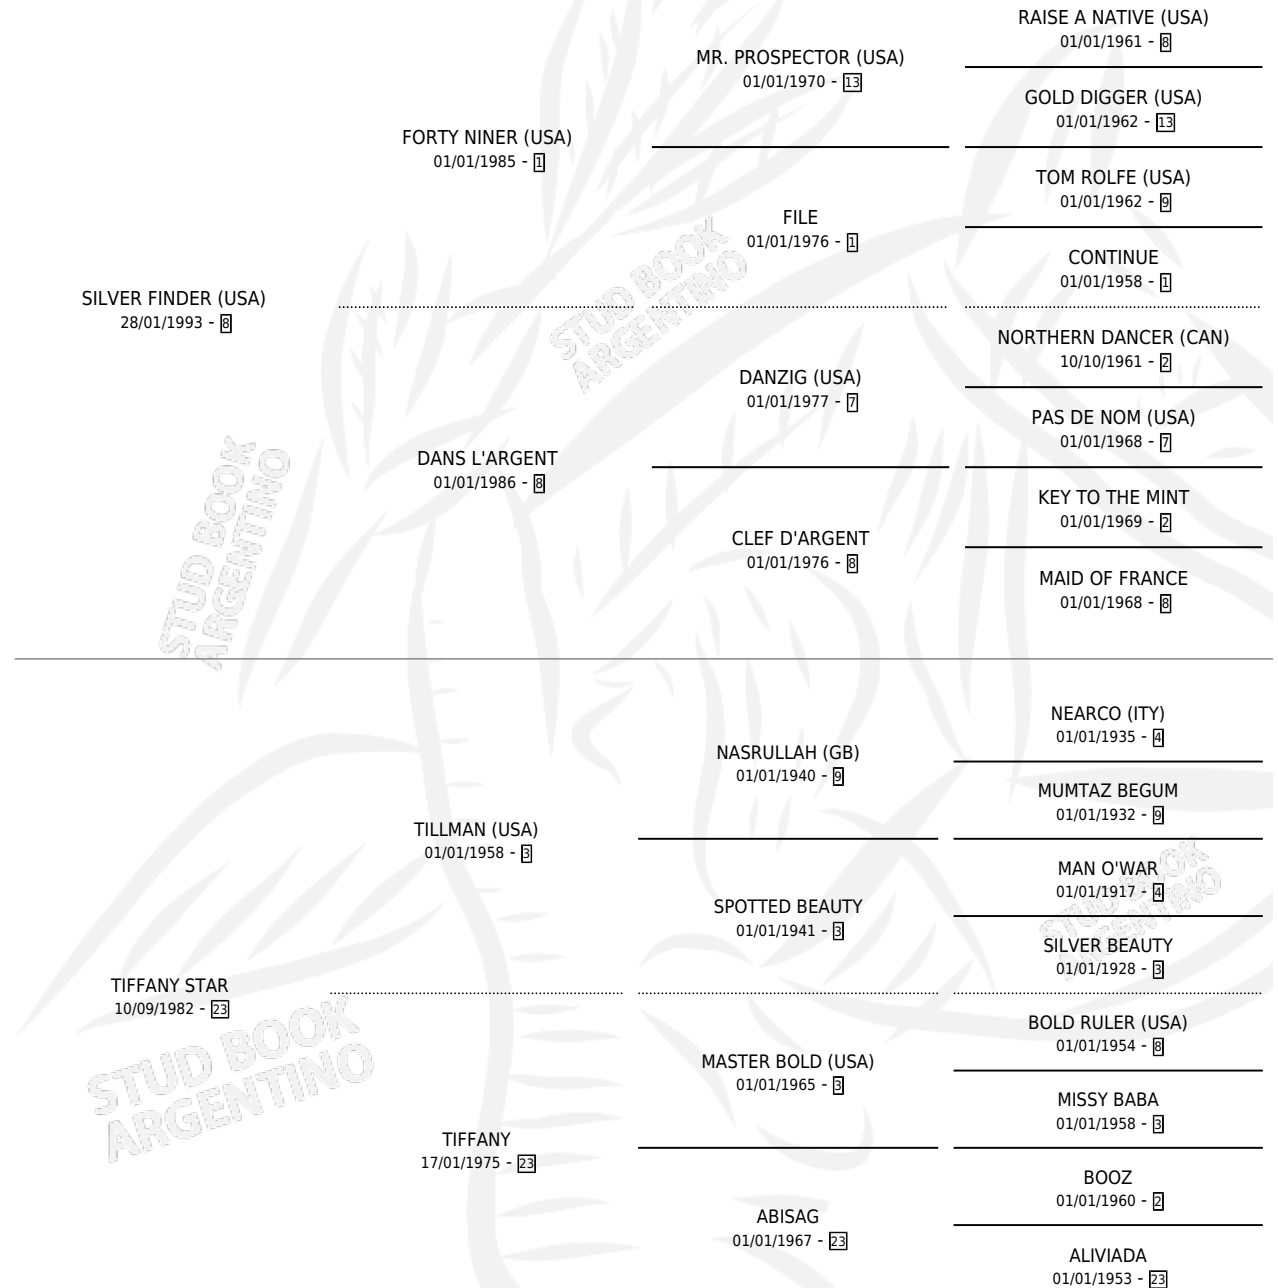 RAISE A NATIVE (USA)
01/01/1961 - 8
MR. PROSPECTOR (USA)
01/01/1970 - 13
GOLD DIGGER (USA)
01/01/1962 - 13
FORTY NINER (USA)
01/01/1985 - 1
TOM ROLFE (USA)
01/01/1962 - 9
FILE
01/01/1976 - 1
CONTINUE
01/01/1958 - 1
SILVER FINDER (USA)
28/01/1993 - 8
NORTHERN DANCER (CAN)
10/10/1961 - 2
DANZIG (USA)
01/01/1977 - 7
PAS DE NOM (USA)
01/01/1968 - 7
DANS L'ARGENT
01/01/1986 - 8
KEY TO THE MINT
01/01/1969 - 2
CLEF D'ARGENT
01/01/1976 - 8
MAID OF FRANCE
01/01/1968 - 8
NEARCO (ITY)
01/01/1935 - 4
NASRULLAH (GB)
01/01/1940 - 9
MUMTAZ BEGUM
01/01/1932 - 9
TILLMAN (USA)
01/01/1958 - 3
MAN O'WAR
01/01/1917 - 4
SPOTTED BEAUTY
01/01/1941 - 3
SILVER BEAUTY
01/01/1928 - 3
TIFFANY STAR
10/09/1982 - 23
BOLD RULER (USA)
01/01/1954 - 8
MASTER BOLD (USA)
01/01/1965 - 3
MISSY BABA
01/01/1958 - 3
TIFFANY
17/01/1975 - 23
BOOZ
01/01/1960 - 2
ABISAG
01/01/1967 - 23
ALIVIADA
01/01/1953 - 23
STUD BOOK
ARGENTINO
STUD BOOK
ARGENTINO
STUD BOOK
ARGENTINO
STUD BOOK
ARGENTINO